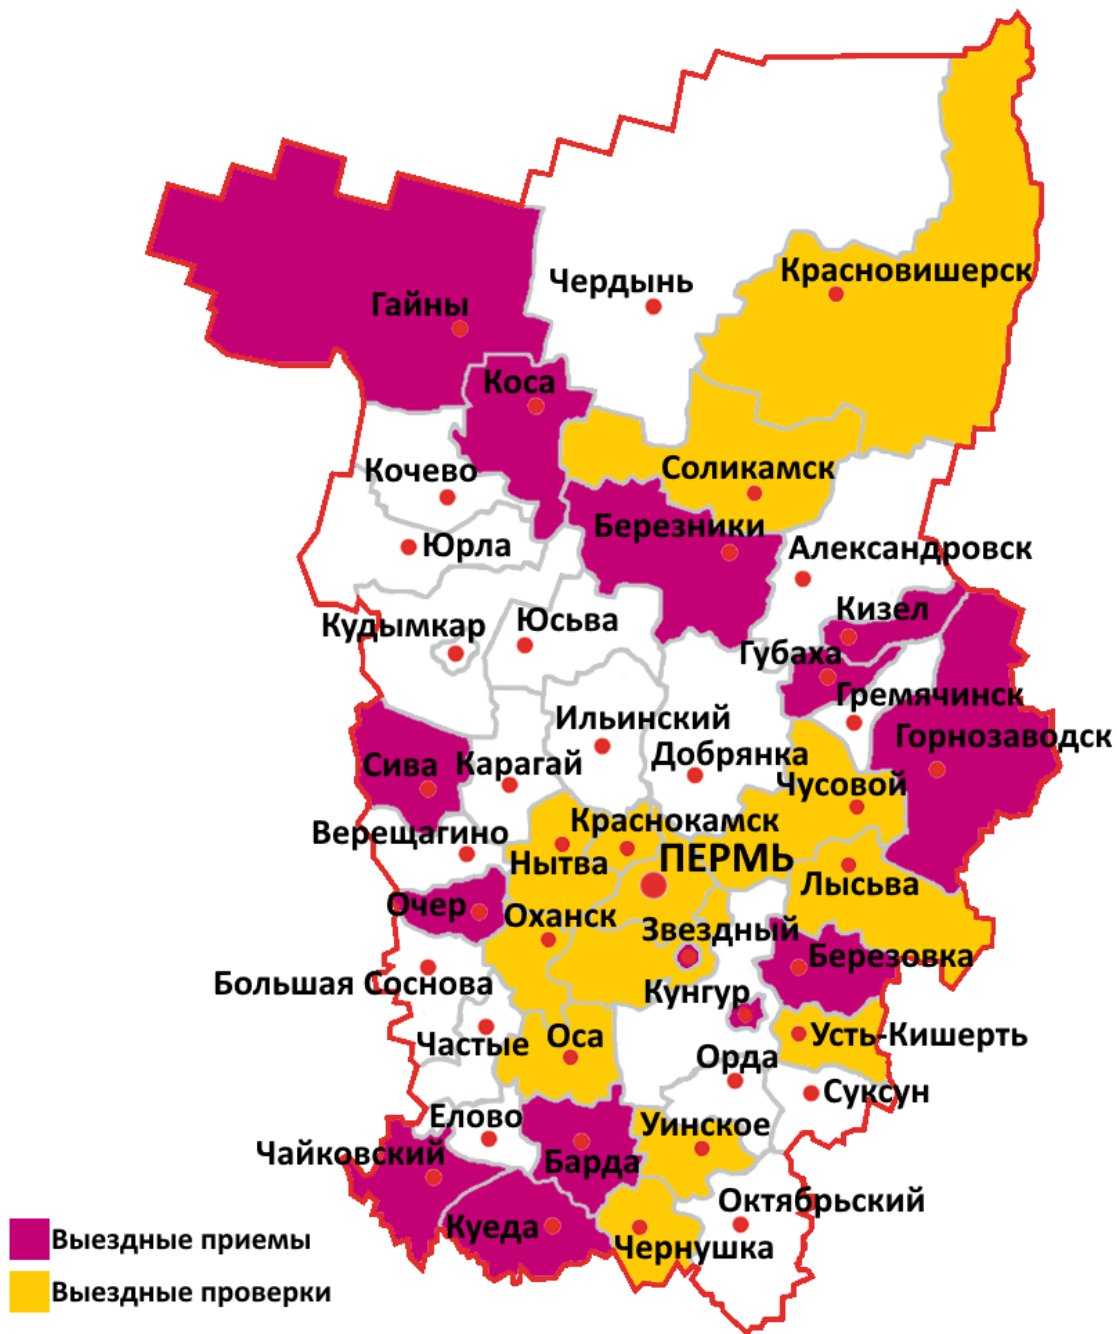 Красновишерск
Чердынь
Гайны
Коса
Соликамск
Кочево
Березники
Юрла
Александровск
Кизел
Юсьва
Кудымкар
Губаха
Гремячинск
Ильинский
Горнозаводск
Добрянка
Сива
Карагай
Чусовой
Краснокамск
Верещагино
ПЕРМЬ
Нытва
Лысьва
Очер
Оханск
Звездный
Березовка
Большая Соснова
Кунгур
Усть-Кишерть
Оса
Частые
Орда
Суксун
Елово
Уинское
Чайковский
Барда
Октябрьский
Куеда
Чернушка
Выездные приемы
Выездные проверки